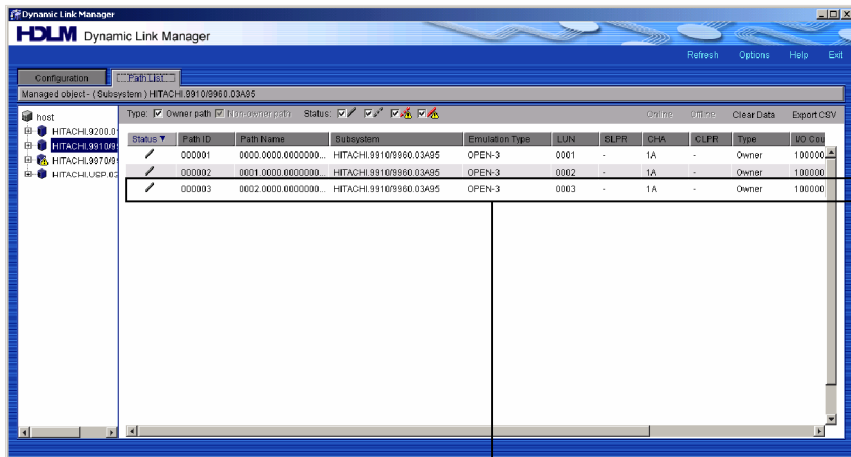 Dynamic Link Manager
HDLM Dynamic Link Manager
Refresh Options Help Exit
Configuration Path List
Managed object - ( Subsystem ) HITACHI.9910/9960.03A95
host
HITACHI.9200.0
HITACHI.9910/9
HITACHI.9970/9
HITACHI.USP.02
Type: Owner path Non-owner path Status: Online Offline Clear Data Export CSV
Status Path ID Path Name Subsystem Emulation Type LUN SLPR CHA CLPR Type I/O Cou
000001 0000.0000.0000000... HITACHI.9910/9960.03A95 OPEN-3 0001 - 1A - Owner 100000
000002 0001.0000.0000000... HITACHI.9910/9960.03A95 OPEN-3 0002 - 1A - Owner 100000
000003 0002.0000.0000000... HITACHI.9910/9960.03A95 OPEN-3 0003 - 1A - Owner 100000